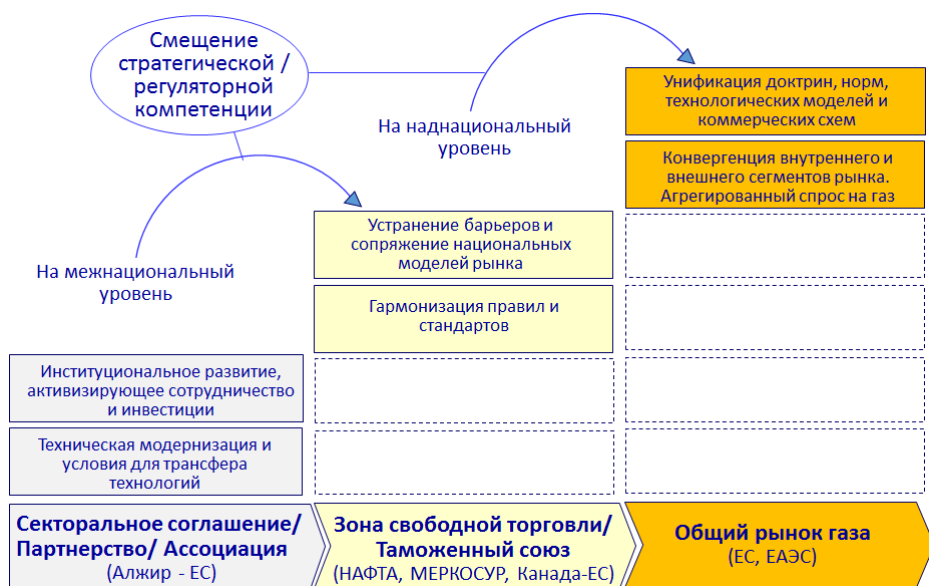 Смещение
стратегической /
регуляторной
компетенции
На наднациональный
уровень
Унификация доктрин, норм,
технологических моделей и
коммерческих схем
Конвергенция внутреннего и
внешнего сегментов рынка.
Агрегированный спрос на газ
На межнациональный
уровень
Устранение барьеров и
сопряжение национальных
моделей рынка
Гармонизация правил и
стандартов
Институциональное развитие,
активизирующее сотрудничество
и инвестиции
Техническая модернизация и
условия для трансфера
технологий
Секторальное соглашение/
Партнерство/ Ассоциация
(Алжир - ЕС)
Зона свободной торговли/
Таможенный союз
(НАФТА, МЕРКОСУР, Канада-ЕС)
Общий рынок газа
(ЕС, ЕАЭС)